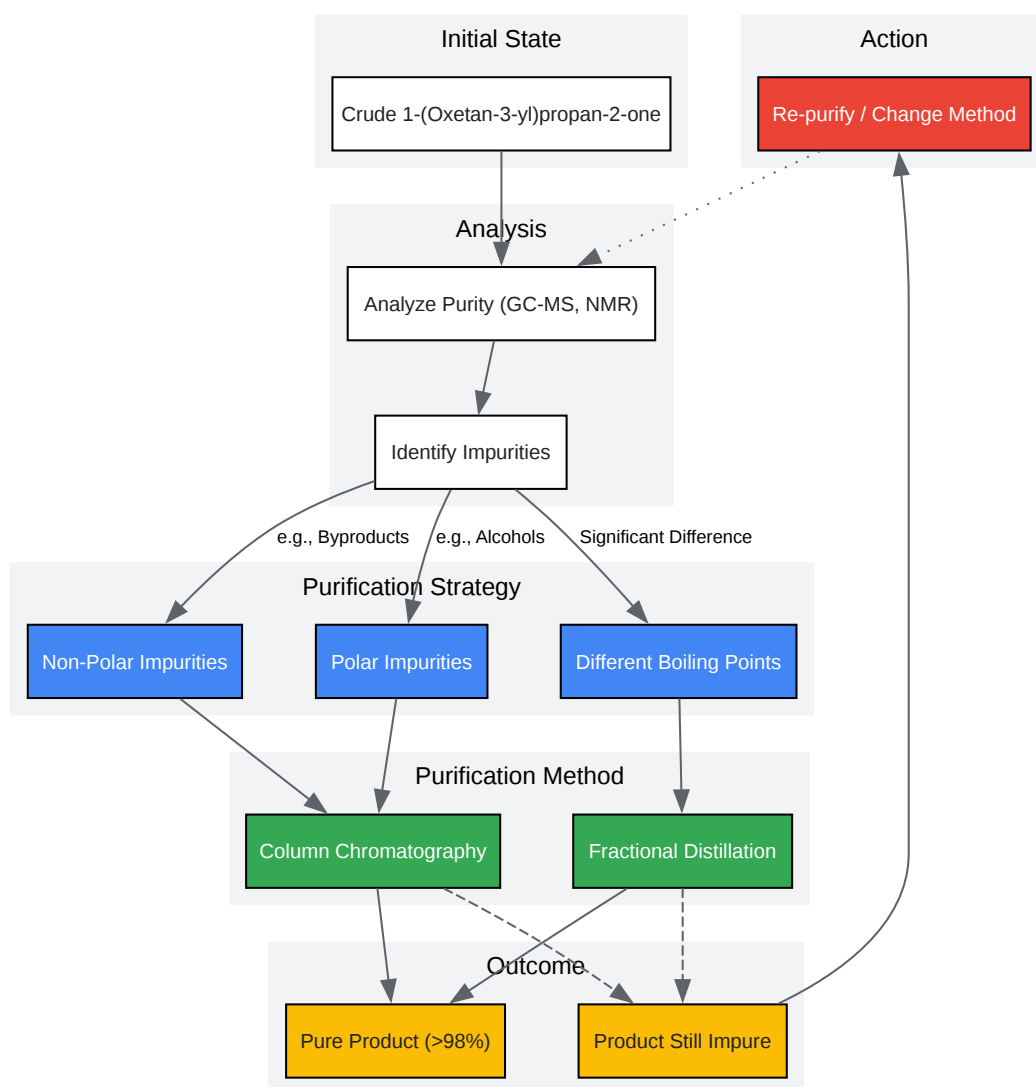 Initial State
Action
Crude 1-(Oxetan-3-yl)propan-2-one
Re-purify / Change Method
Analysis
Analyze Purity (GC-MS, NMR)
Identify Impurities
e.g., Byproducts
e.g., Alcohols
Significant Difference
Purification Strategy
Non-Polar Impurities
Polar Impurities
Different Boiling Points
Purification Method
Column Chromatography
Fractional Distillation
Outcome
Pure Product (>98%)
Product Still Impure